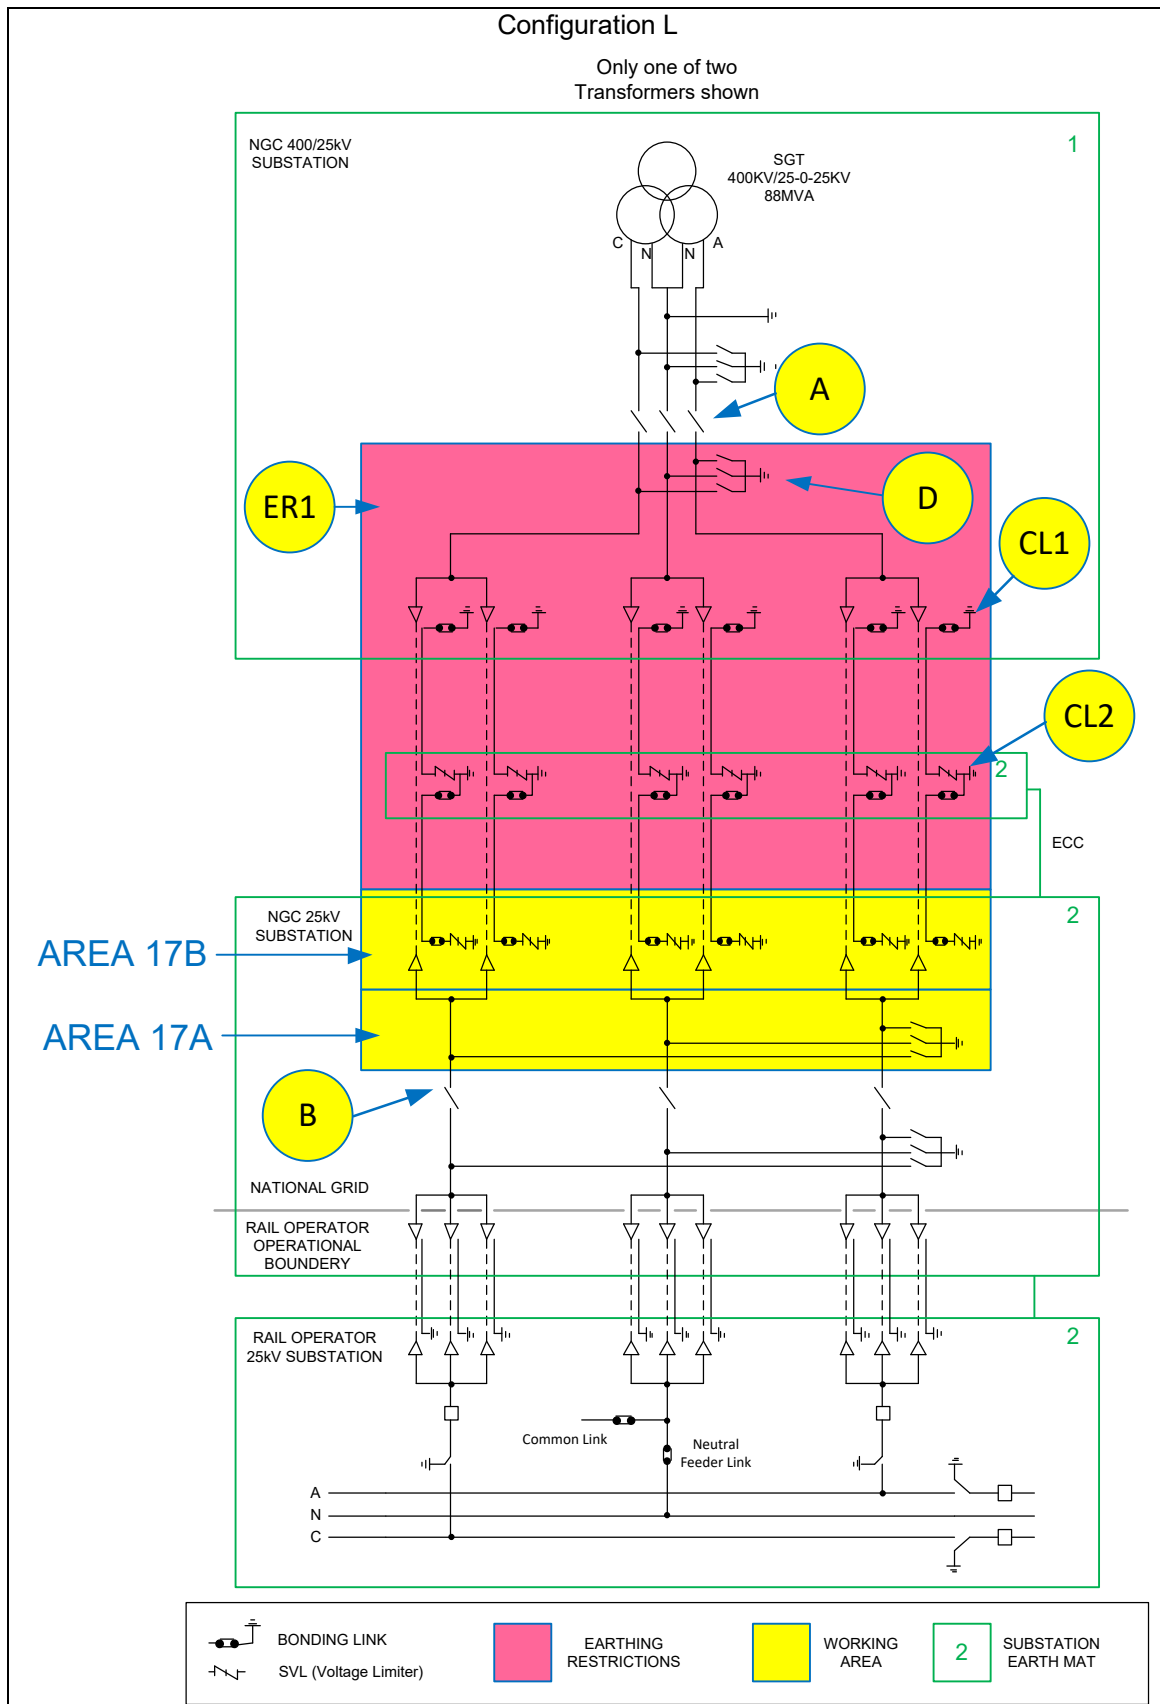 Configuration L
Only one of two
Transformers shown
NGC 400/25kV
SUBSTATION
1
SGT
400KV/25-0-25KV
88MVA
C
N
N
A
A
ER1
D
CL1
CL2
2
ECC
NGC 25kV
SUBSTATION
2
AREA 17B
AREA 17A
B
NATIONAL GRID
RAIL OPERATOR
OPERATIONAL
BOUNDERY
RAIL OPERATOR
25kV SUBSTATION
2
Common Link
Neutral
Feeder Link
A
N
C
BONDING LINK
SVL (Voltage Limiter)
EARTHING
RESTRICTIONS
WORKING
AREA
2
SUBSTATION
EARTH MAT